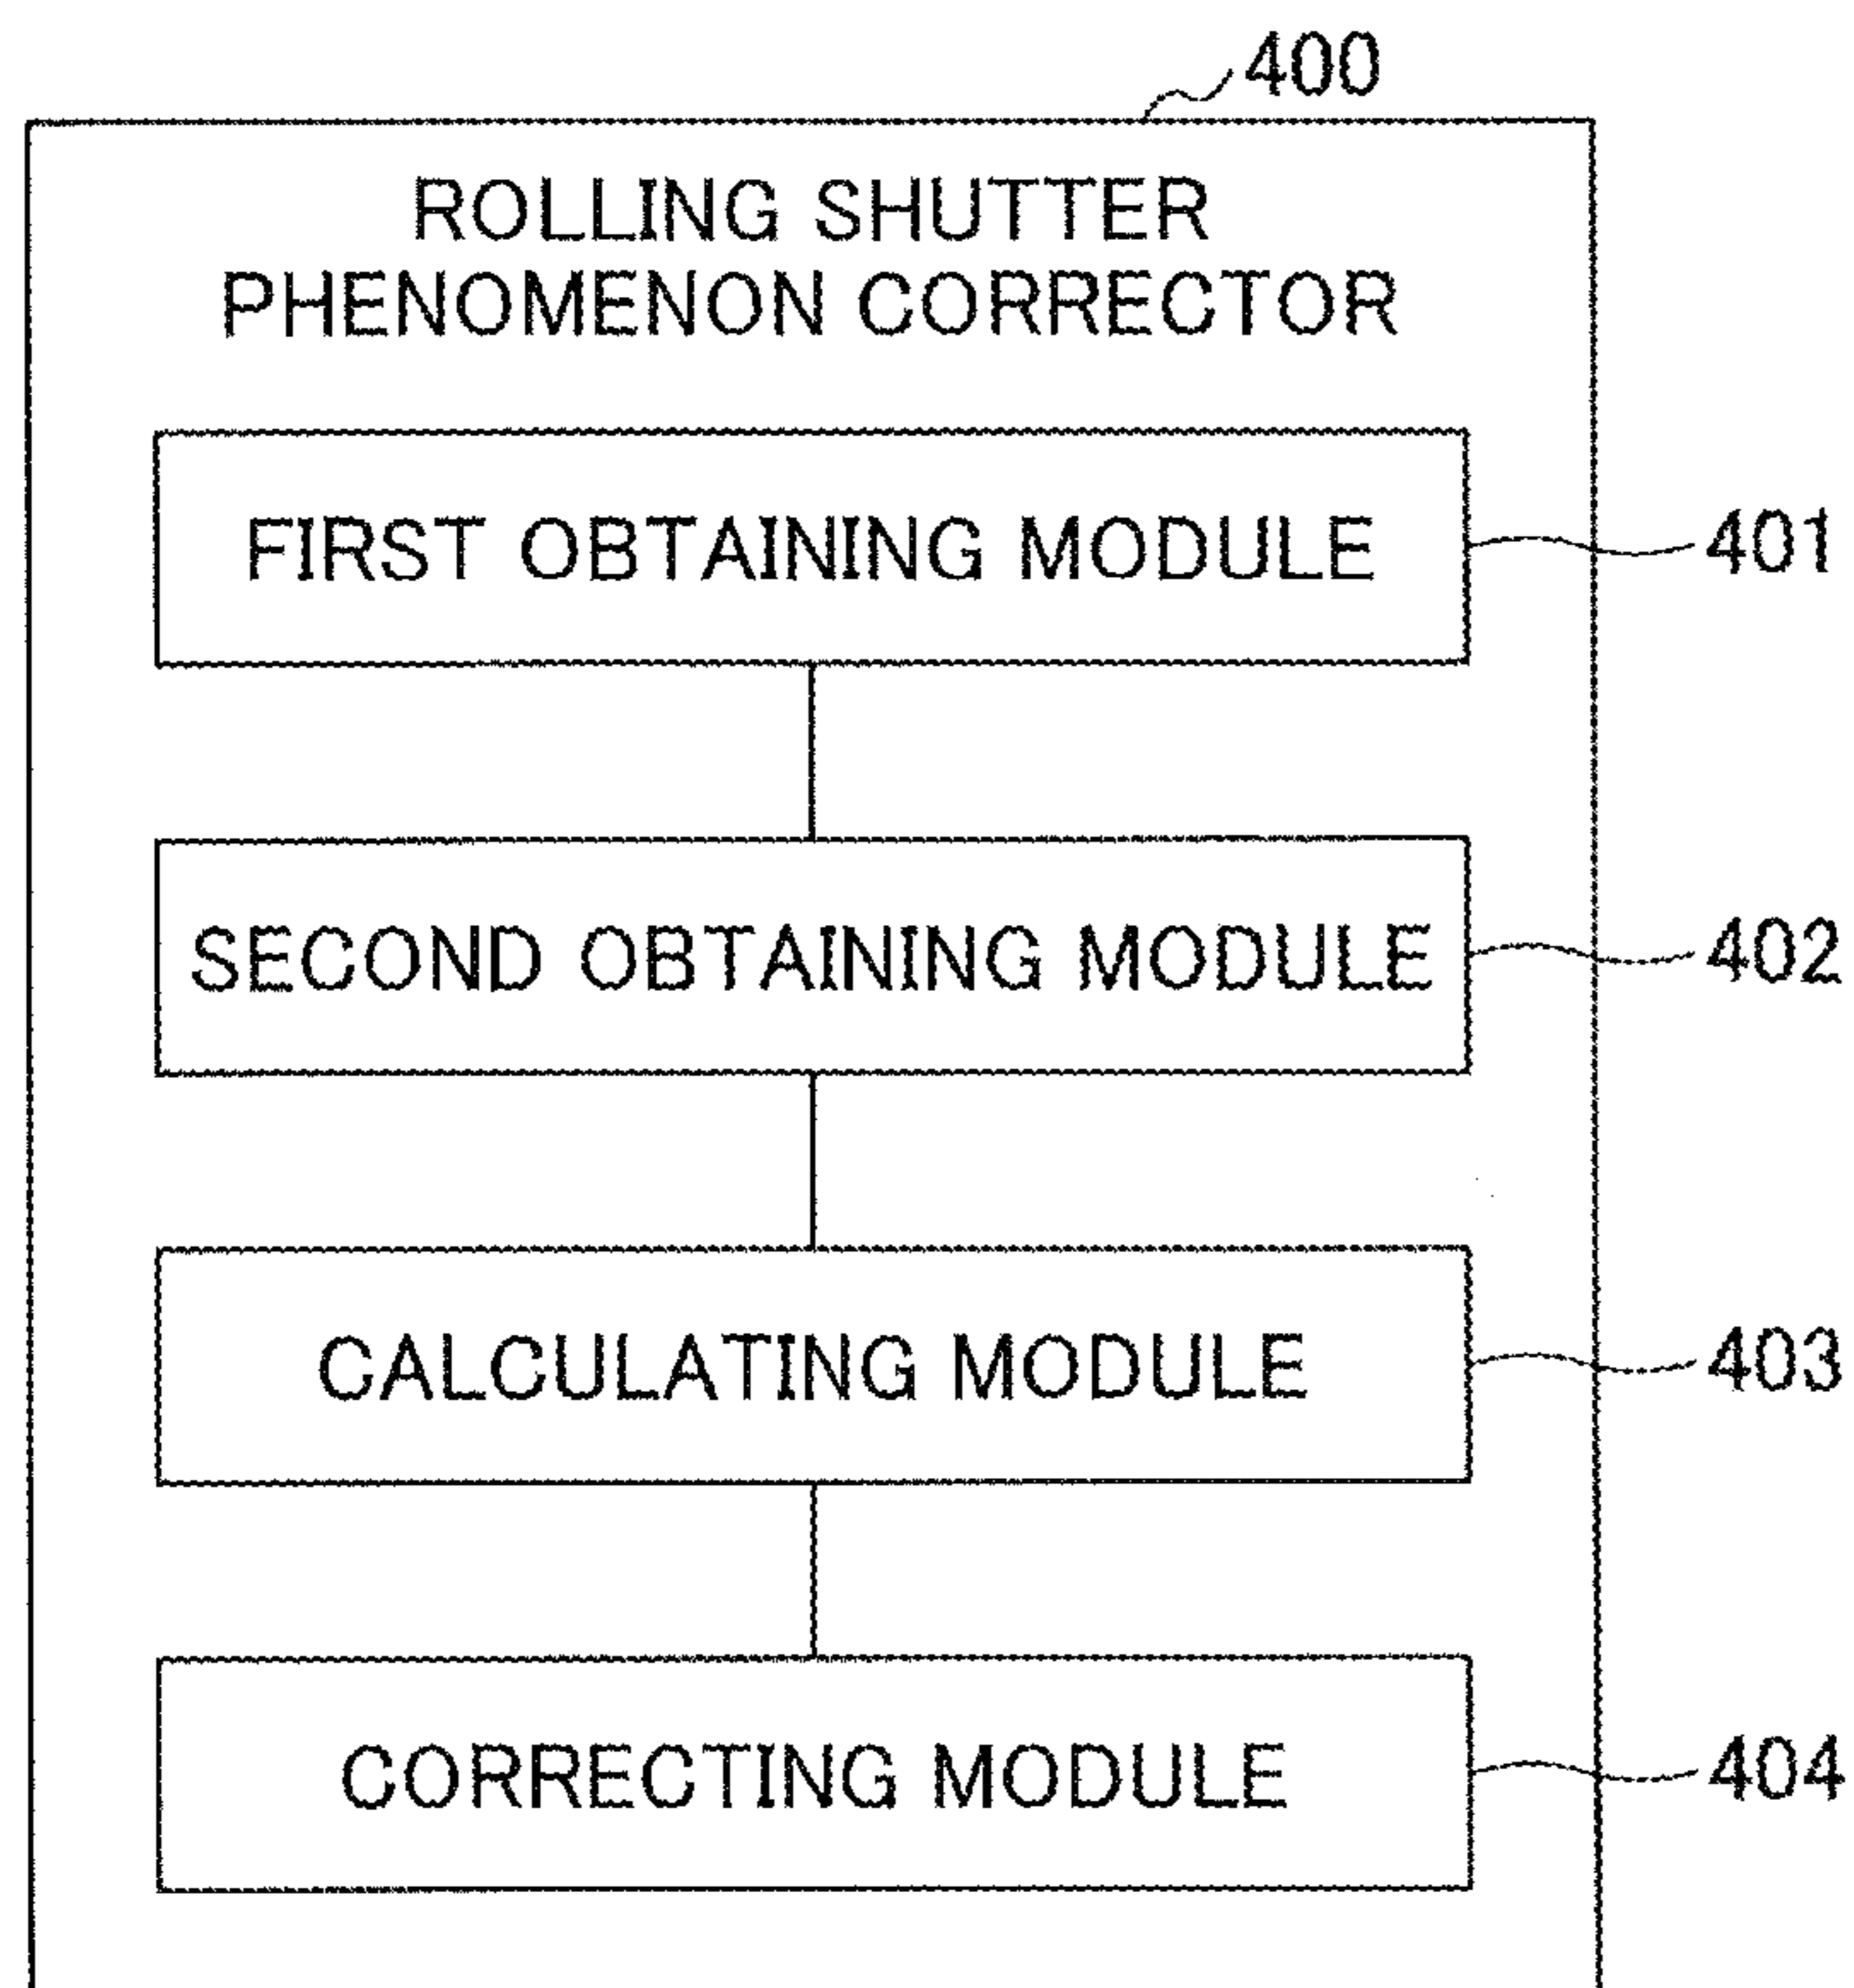 400
ROLLING SHUTTER
PHENOMENON CORRECTOR
FIRST OBTAINING MODULE
401
SECOND OBTAINING MODULE
402
CALCULATING MODULE
403
CORRECTING MODULE
404